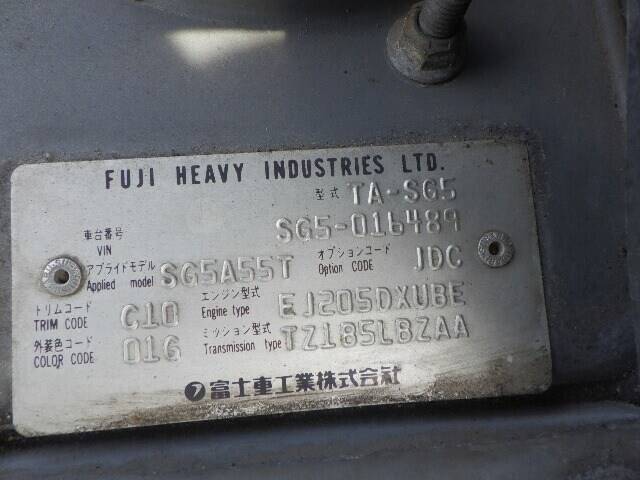 FUJI HEAVY INDUSTRIES LTD.
型式 TA-SG5
車台番号 VIN SG5-016489
アプライドモデル Applied model SG5A55T オプションコード Option CODE JDC
トリムコード TRIM CODE C10 エンジン型式 Engine type EJ205DXUBE
外装色コード COLOR CODE 01G ミッション型式 Transmission type TZ185LBZAA
富士重工業株式会社